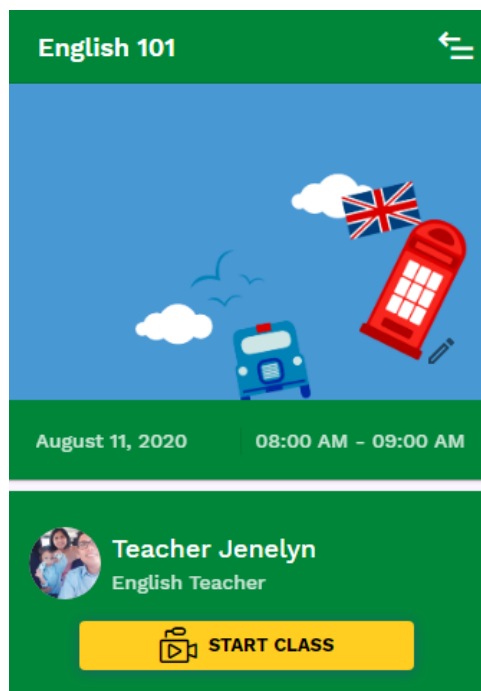 English 101
August 11, 2020 08:00 AM - 09:00 AM
Teacher Jenelyn
English Teacher
START CLASS